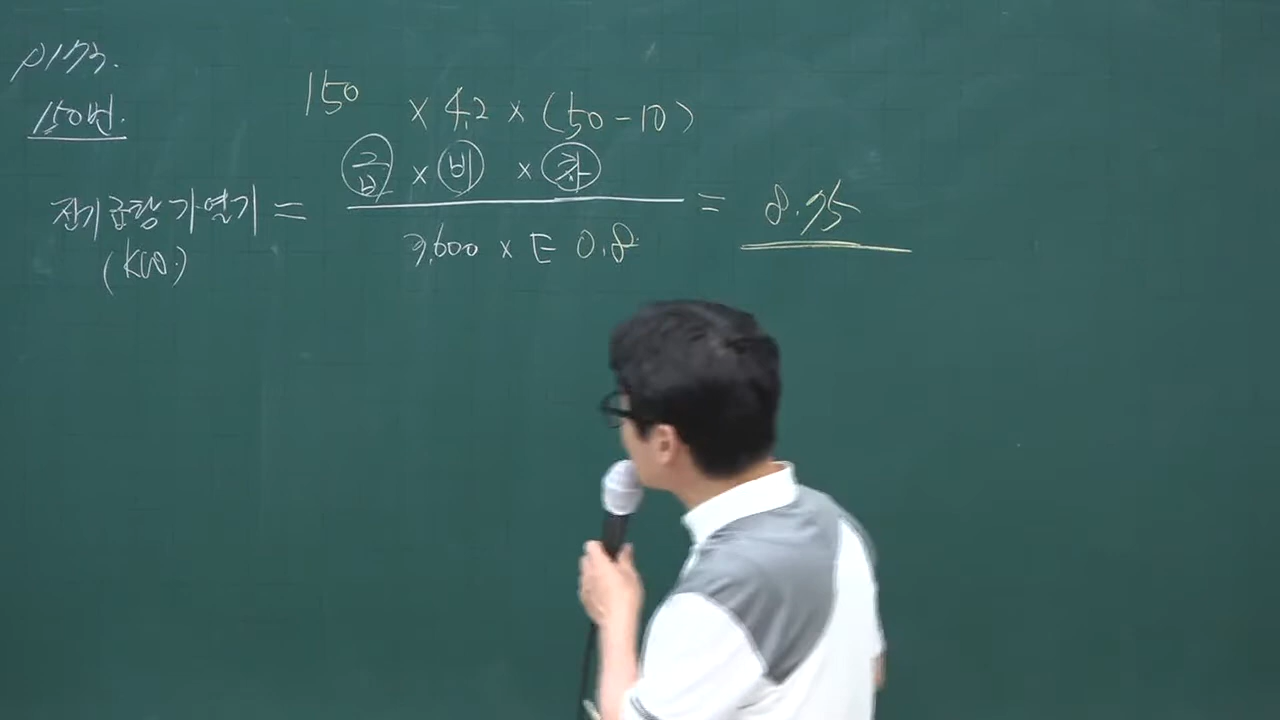 P173.
150번.
150 × 4.2 × (50-10)
급탕 × 비 × 차
전기급탕가열기 = = 8.75
(kW)
3,600 × E 0.8